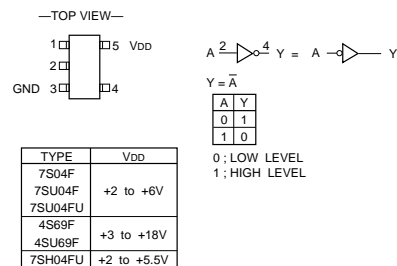 —TOP VIEW—
1 5 VDD
2
GND 3 4
A 2 4 Y = A Y
Y = A̅
A Y
0 1
1 0
0 ; LOW LEVEL
1 ; HIGH LEVEL
TYPE VDD
7S04F
7SU04F +2 to +6V
7SU04FU
4S69F
4SU69F +3 to +18V
7SH04FU +2 to +5.5V